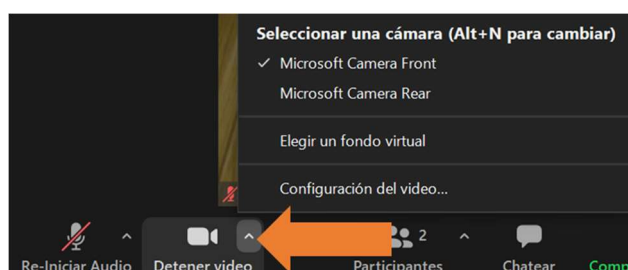 Seleccionar una cámara (Alt+N para cambiar)
Microsoft Camera Front
Microsoft Camera Rear
Elegir un fondo virtual
Configuración del video...
2
Re-Iniciar Audio
Detener video
Participantes
Chatear